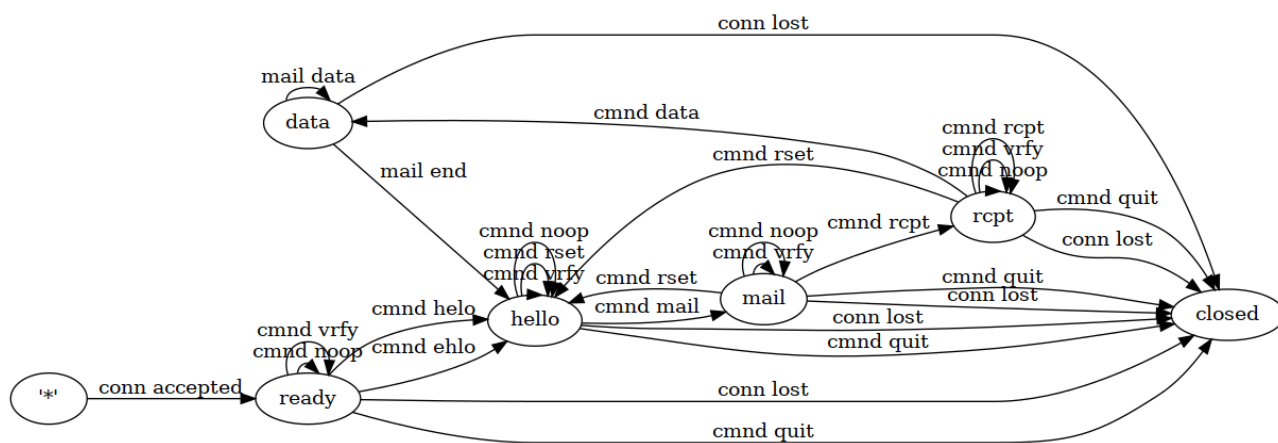 conn lost
mail data
data
cmnd data
cmnd rcpt
cmnd vrfy
cmnd noop
cmnd rset
mail end
cmnd quit
rcpt
cmnd rcpt
conn lost
cmnd noop
cmnd rset
cmnd vrfy
cmnd noop
cmnd vrfy
cmnd rset
mail
cmnd quit
conn lost
cmnd helo
hello
cmnd mail
conn lost
closed
cmnd vrfy
cmnd noop
cmnd ehlo
cmnd quit
'*'
conn accepted
ready
conn lost
cmnd quit